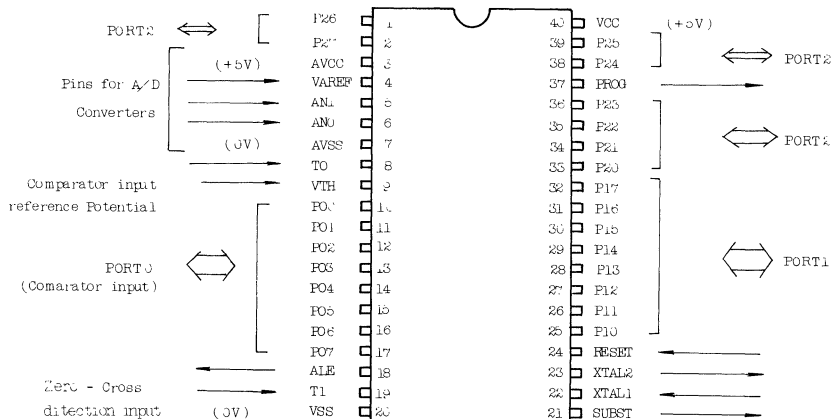 PORT2 P26 1 40 VCC (+5V)
P27 2 39 P25
(+5V) AVCC 3 38 P24 PORT2
Pins for A/D VAREF 4 37 PROG
Converters AN1 5 36 P23
AN0 6 35 P22
(0V) AVSS 7 34 P21 PORT2
T0 8 33 P20
Comparator input VTH 9 32 P17
reference Potential P00 10 31 P16
P01 11 30 P15
P02 12 29 P14
PORT0 P03 13 28 P13 PORT1
(Comarator input) P04 14 27 P12
P05 15 26 P11
P06 16 25 P10
P07 17 24 RESET
ALE 18 23 XTAL2
Zero - Cross T1 19 22 XTAL1
ditection input (0V) VSS 20 21 SUBST